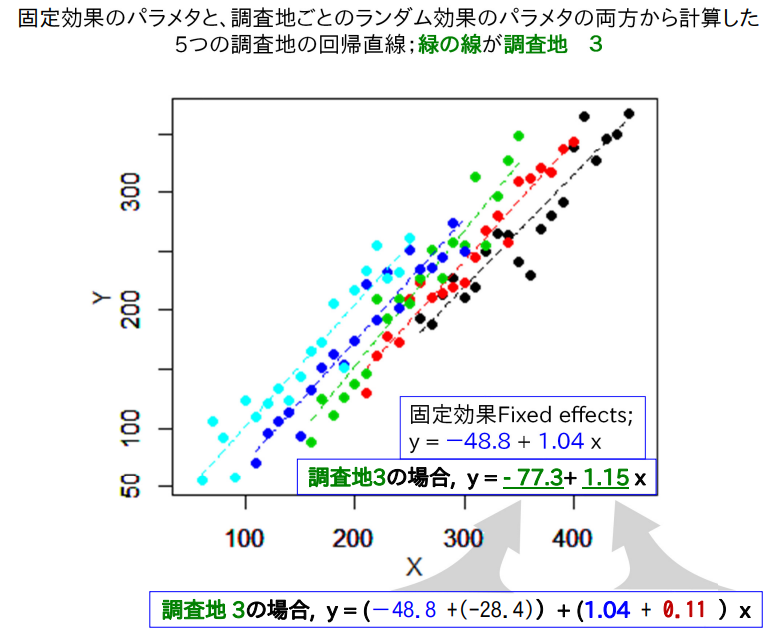 固定効果のパラメタと、調査地ごとのランダム効果のパラメタの両方から計算した
5つの調査地の回帰直線；緑の線が調査地　3
300
200
100
50
Y
固定効果Fixed effects;
y = −48.8 + 1.04 x
調査地3の場合, y = - 77.3+ 1.15 x
100 200 300 400
X
調査地 3の場合, y = (−48.8 +(−28.4)) + (1.04 + 0.11 ) x